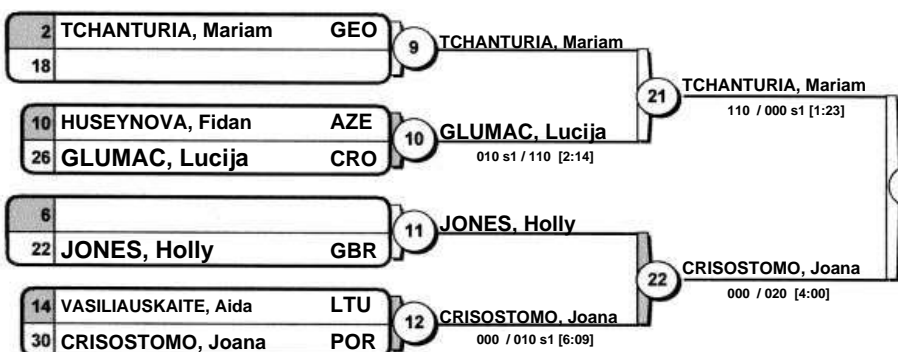 2 TCHANTURIA, Mariam GEO
18
9 TCHANTURIA, Mariam
10 HUSEYNOVA, Fidan AZE
26 GLUMAC, Lucija CRO
10 GLUMAC, Lucija
010 s1 / 110 [2:14]
21 TCHANTURIA, Mariam
110 / 000 s1 [1:23]
6
22 JONES, Holly GBR
11 JONES, Holly
14 VASILIAUSKAITE, Aida LTU
30 CRISOSTOMO, Joana POR
12 CRISOSTOMO, Joana
000 / 010 s1 [6:09]
22 CRISOSTOMO, Joana
000 / 020 [4:00]